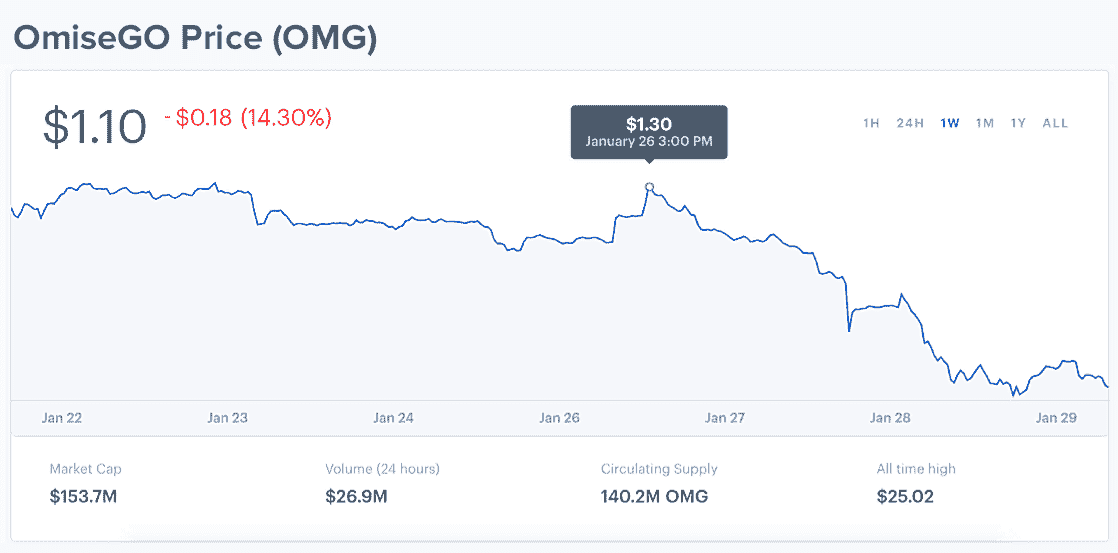 OmiseGO Price (OMG)
$1.10 - $0.18 (14.30%)
$1.30
January 26 3:00 PM
1H 24H 1W 1M 1Y ALL
Jan 22 Jan 23 Jan 24 Jan 26 Jan 27 Jan 28 Jan 29
Market Cap Volume (24 hours) Circulating Supply All time high
$153.7M $26.9M 140.2M OMG $25.02